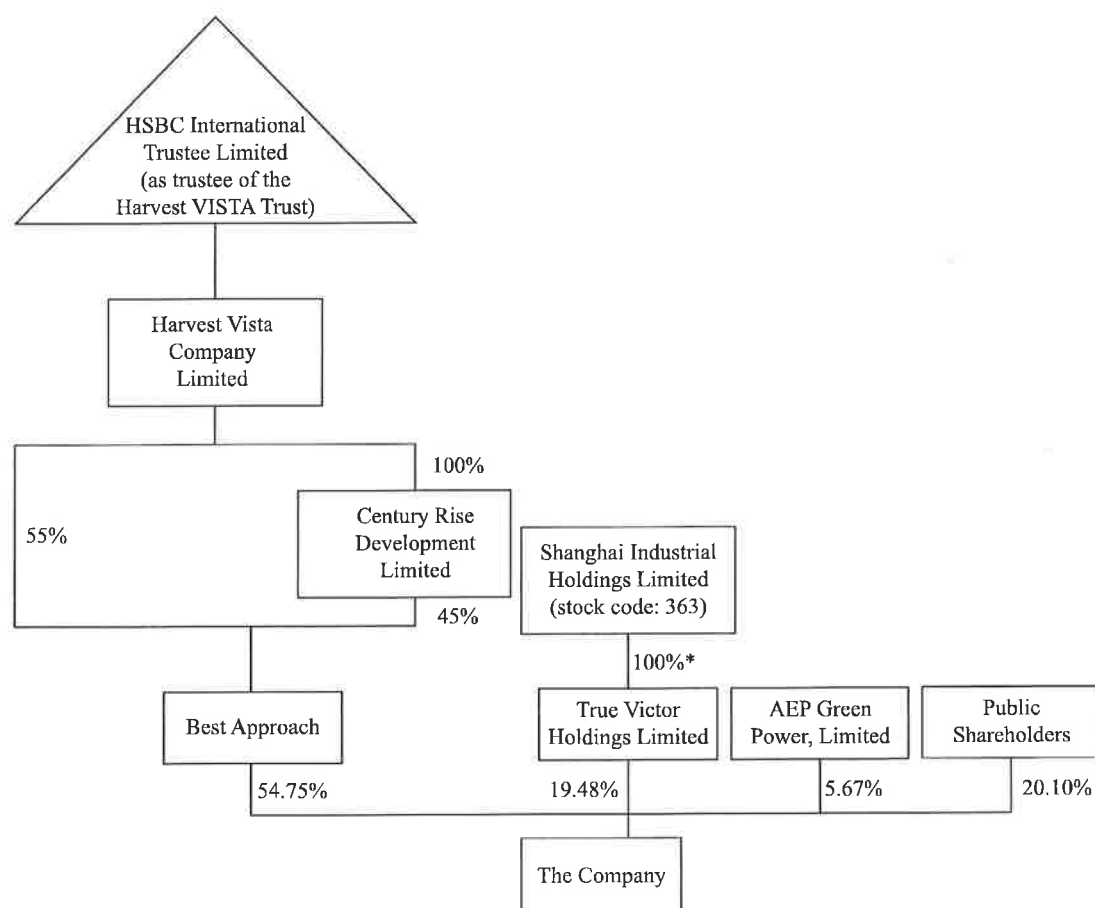 HSBC International
Trustee Limited
(as trustee of the
Harvest VISTA Trust)
Harvest Vista
Company
Limited
100%
55%
Century Rise
Development
Limited
45%
Shanghai Industrial
Holdings Limited
(stock code: 363)
100%*
Best Approach
True Victor
Holdings Limited
AEP Green
Power, Limited
Public
Shareholders
54.75%
19.48%
5.67%
20.10%
The Company